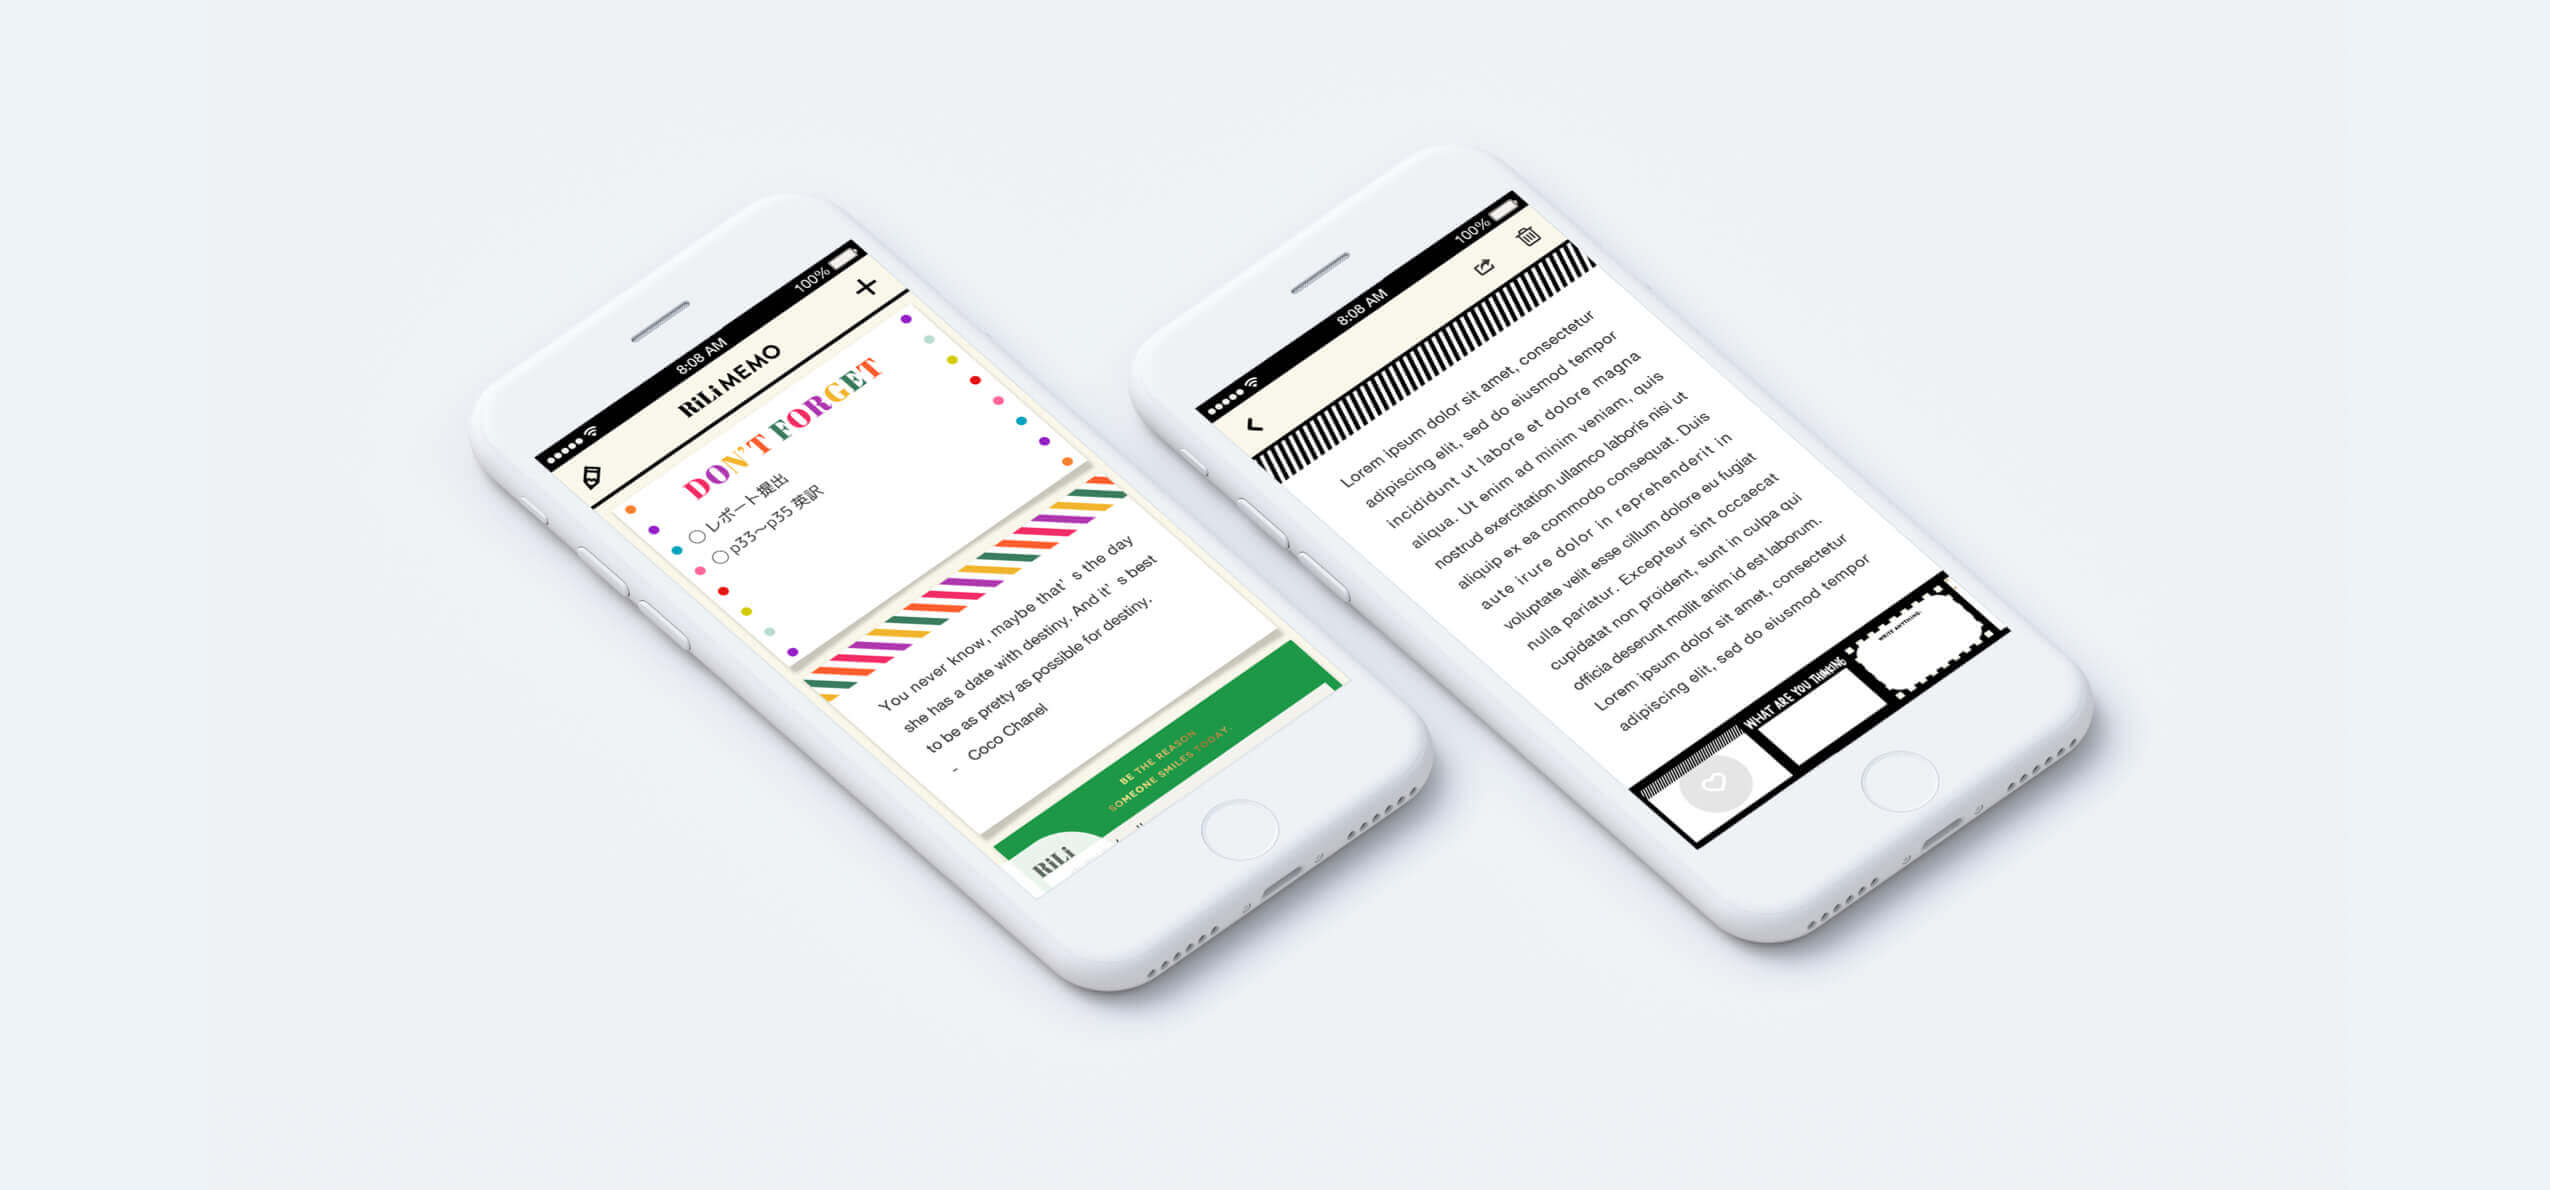 8:08 AM
100%
RiLi MEMO
DON'T FORGET
○ レポート提出
○ p33〜p35 英訳
You never know, maybe that's the day
she has a date with destiny. And it's best
to be as pretty as possible for destiny.
- Coco Chanel
BE THE REASON
SOMEONE SMILES TODAY.
RiLi
8:08 AM
100%
Lorem ipsum dolor sit amet, consectetur
adipiscing elit, sed do eiusmod tempor
incididunt ut labore et dolore magna
aliqua. Ut enim ad minim veniam, quis
nostrud exercitation ullamco laboris nisi ut
aliquip ex ea commodo consequat. Duis
aute irure dolor in reprehenderit in
voluptate velit esse cillum dolore eu fugiat
nulla pariatur. Excepteur sint occaecat
cupidatat non proident, sunt in culpa qui
officia deserunt mollit anim id est laborum.
Lorem ipsum dolor sit amet, consectetur
adipiscing elit, sed do eiusmod tempor
WHAT ARE YOU THINKING
WRITE ANYTHING